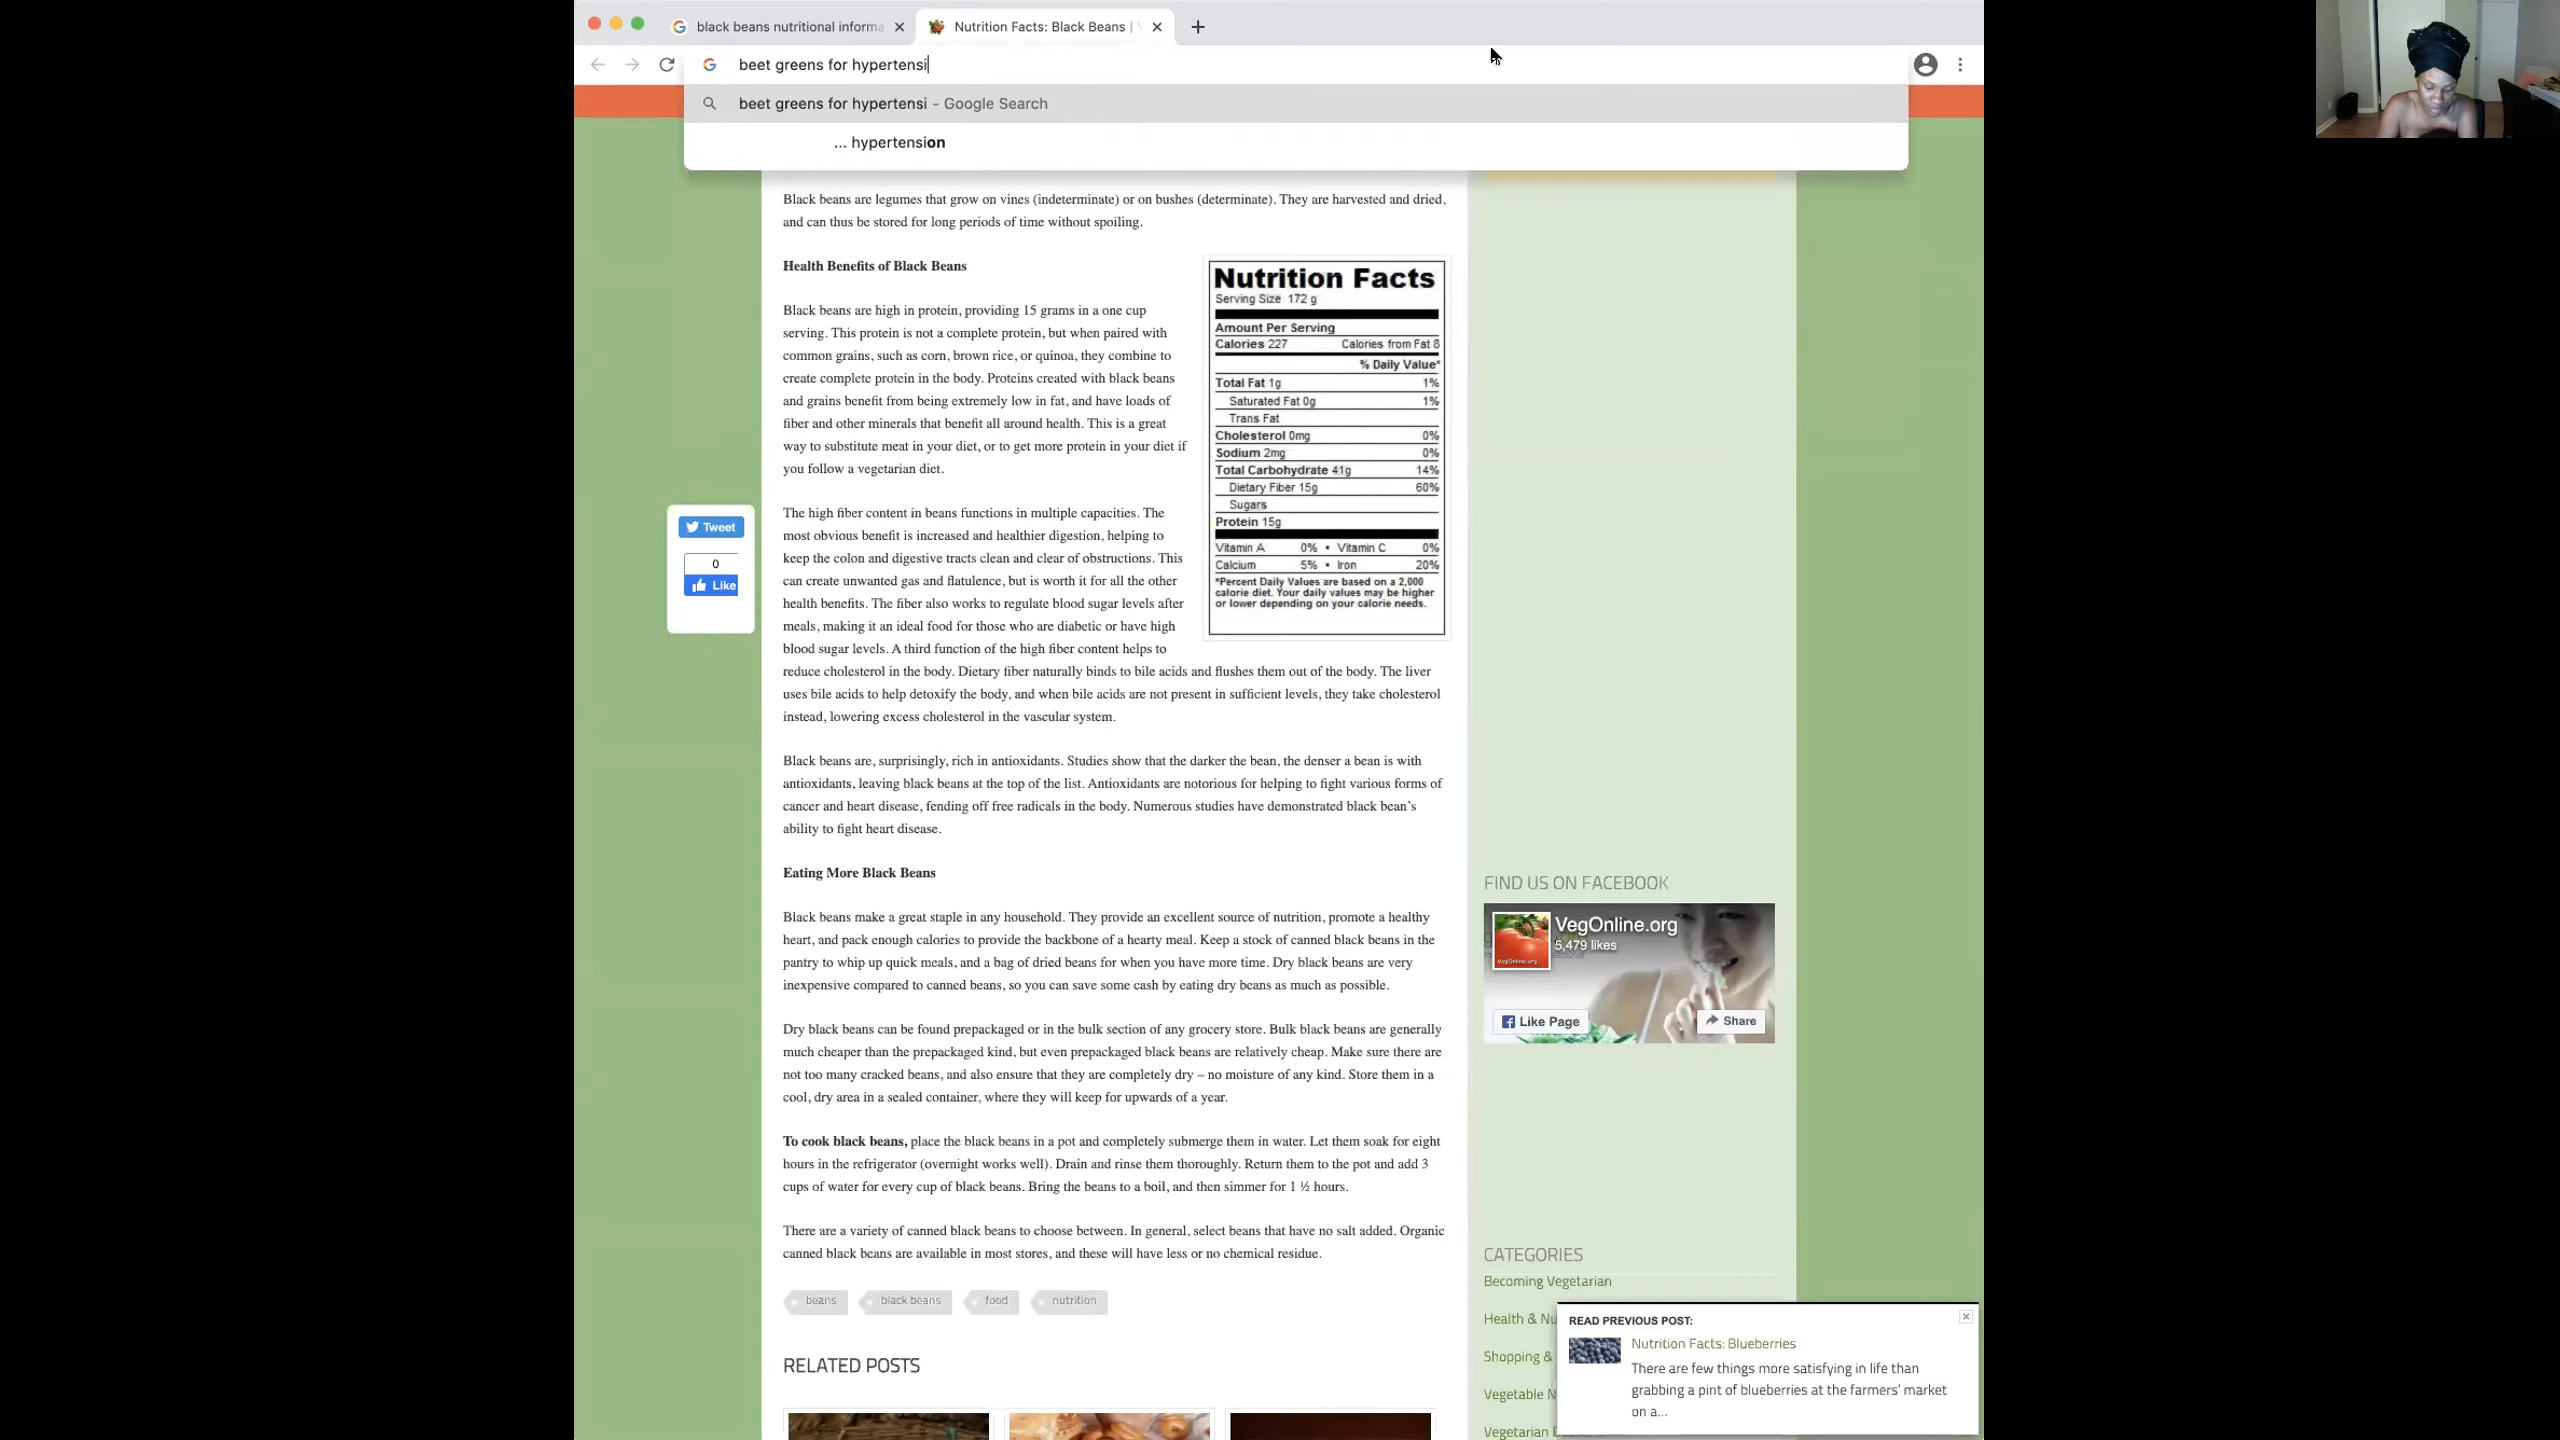 black beans nutritional informa
Nutrition Facts: Black Beans |
beet greens for hypertensi
beet greens for hypertensi - Google Search
... hypertension
Black beans are legumes that grow on vines (indeterminate) or on bushes (determinate). They are harvested and dried,
and can thus be stored for long periods of time without spoiling.
Health Benefits of Black Beans
Black beans are high in protein, providing 15 grams in a one cup
serving. This protein is not a complete protein, but when paired with
common grains, such as corn, brown rice, or quinoa, they combine to
create complete protein in the body. Proteins created with black beans
and grains benefit from being extremely low in fat, and have loads of
fiber and other minerals that benefit all around health. This is a great
way to substitute meat in your diet, or to get more protein in your diet if
you follow a vegetarian diet.
The high fiber content in beans functions in multiple capacities. The
most obvious benefit is increased and healthier digestion, helping to
keep the colon and digestive tracts clean and clear of obstructions. This
can create unwanted gas and flatulence, but is worth it for all the other
health benefits. The fiber also works to regulate blood sugar levels after
meals, making it an ideal food for those who are diabetic or have high
blood sugar levels. A third function of the high fiber content helps to
reduce cholesterol in the body. Dietary fiber naturally binds to bile acids and flushes them out of the body. The liver
uses bile acids to help detoxify the body, and when bile acids are not present in sufficient levels, they take cholesterol
instead, lowering excess cholesterol in the vascular system.
Black beans are, surprisingly, rich in antioxidants. Studies show that the darker the bean, the denser a bean is with
antioxidants, leaving black beans at the top of the list. Antioxidants are notorious for helping to fight various forms of
cancer and heart disease, fending off free radicals in the body. Numerous studies have demonstrated black bean's
ability to fight heart disease.
Eating More Black Beans
Black beans make a great staple in any household. They provide an excellent source of nutrition, promote a healthy
heart, and pack enough calories to provide the backbone of a hearty meal. Keep a stock of canned black beans in the
pantry to whip up quick meals, and a bag of dried beans for when you have more time. Dry black beans are very
inexpensive compared to canned beans, so you can save some cash by eating dry beans as much as possible.
Dry black beans can be found prepackaged or in the bulk section of any grocery store. Bulk black beans are generally
much cheaper than the prepackaged kind, but even prepackaged black beans are relatively cheap. Make sure there are
not too many cracked beans, and also ensure that they are completely dry – no moisture of any kind. Store them in a
cool, dry area in a sealed container, where they will keep for upwards of a year.
To cook black beans, place the black beans in a pot and completely submerge them in water. Let them soak for eight
hours in the refrigerator (overnight works well). Drain and rinse them thoroughly. Return them to the pot and add 3
cups of water for every cup of black beans. Bring the beans to a boil, and then simmer for 1 ½ hours.
There are a variety of canned black beans to choose between. In general, select beans that have no salt added. Organic
canned black beans are available in most stores, and these will have less or no chemical residue.
beans black beans food nutrition
RELATED POSTS
Nutrition Facts
Serving Size 172 g
Amount Per Serving
Calories 227 Calories from Fat 8
% Daily Value*
Total Fat 1g 1%
Saturated Fat 0g 1%
Trans Fat
Cholesterol 0mg 0%
Sodium 2mg 0%
Total Carbohydrate 41g 14%
Dietary Fiber 15g 60%
Sugars
Protein 15g
Vitamin A 0% • Vitamin C 0%
Calcium 5% • Iron 20%
*Percent Daily Values are based on a 2,000
calorie diet. Your daily values may be higher
or lower depending on your calorie needs.
Tweet
0
Like
FIND US ON FACEBOOK
VegOnline.org
5,479 likes
Like Page
Share
CATEGORIES
Becoming Vegetarian
Health & Nu
Shopping &
Vegetable N
Vegetarian
READ PREVIOUS POST:
Nutrition Facts: Blueberries
There are few things more satisfying in life than
grabbing a pint of blueberries at the farmers' market
on a...